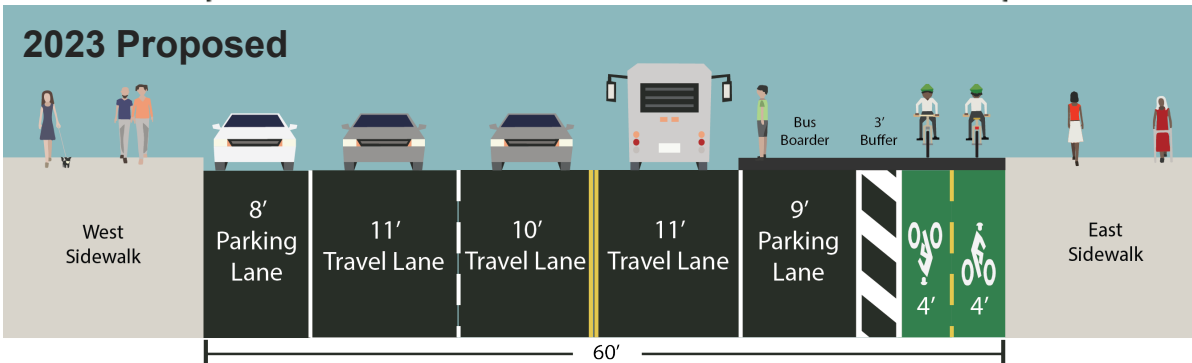 2023 Proposed
Bus
Boarder
3’
Buffer
West
Sidewalk
8’
Parking
Lane
11’
Travel Lane
10’
Travel Lane
11’
Travel Lane
9’
Parking
Lane
4’
4’
East
Sidewalk
60’